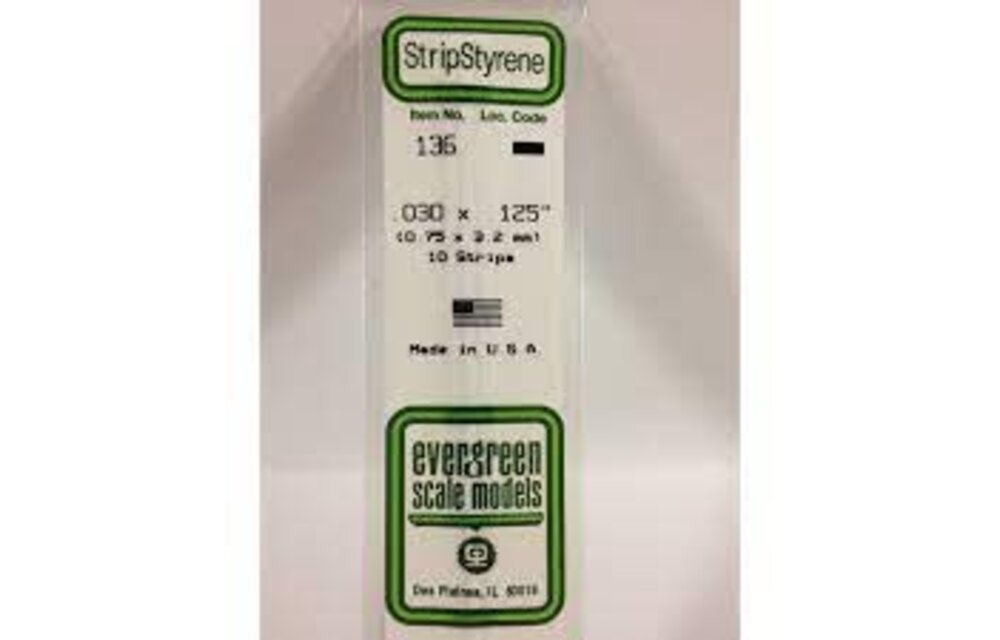 StripStyrene
Item No. Loc. Code
136
.030 x .125"
(0.75 x 3.2 mm)
10 Strips
Made in U S A
evergreen
scale models
Des Plaines, IL 60018